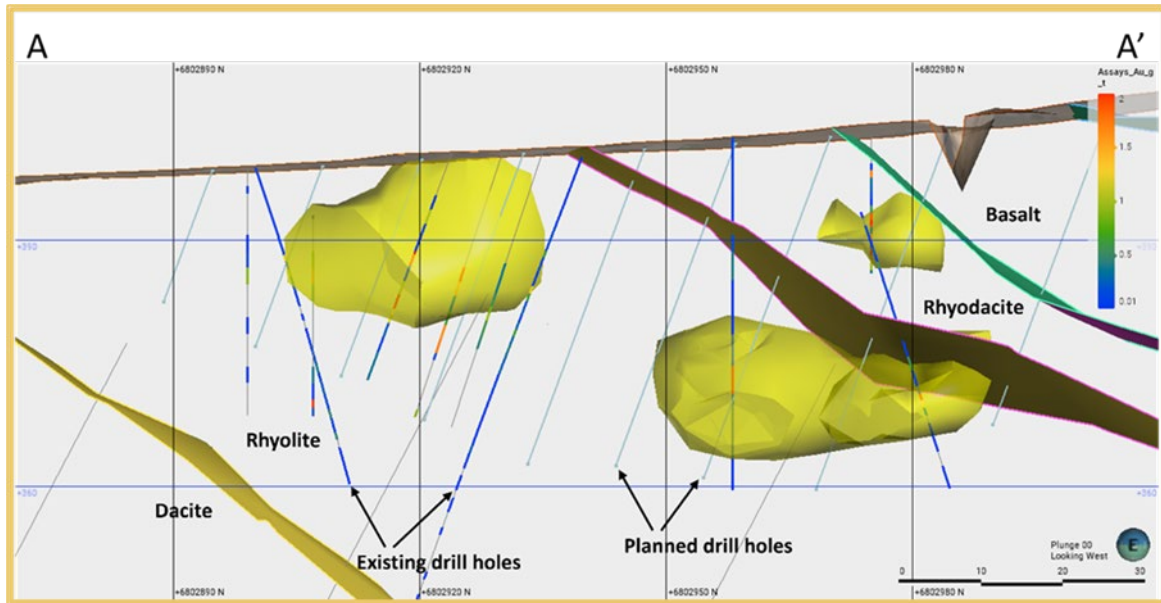 A
A’
+6802890 N
+6802920 N
+6802950 N
+6802980 N
Assays_Au_g
_t
2
1.5
1
0.5
0.01
+390
Basalt
Rhyodacite
Rhyolite
Dacite
+360
+360
Existing drill holes
Planned drill holes
Plunge 00
Looking West
E
0
10
20
30
+6802890 N
+6802920 N
+6802950 N
+6802980 N